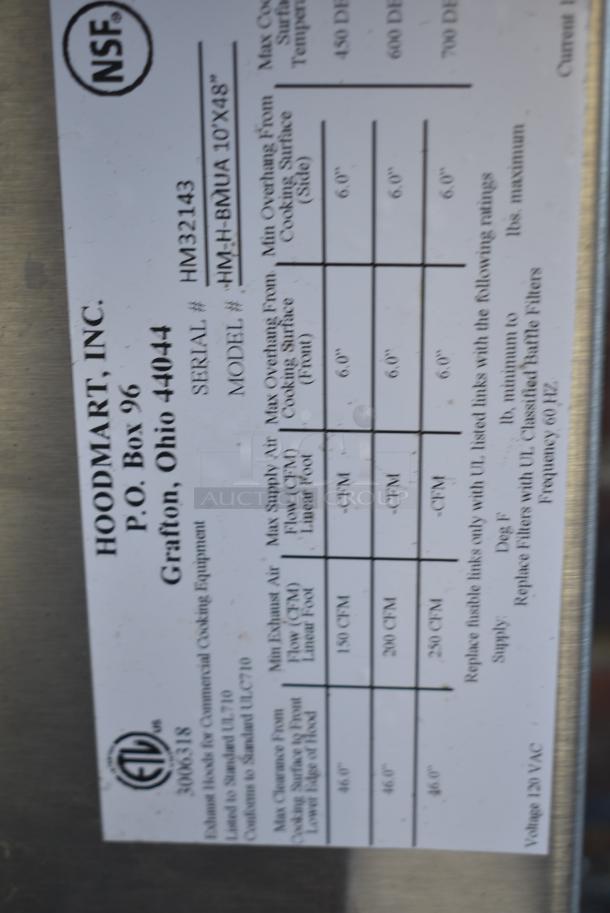 NSF®
HOODMART, INC.
P.O. Box 96
Grafton, Ohio 44044
ETL
us
3006318
SERIAL # HM32143
MODEL # HM-H-BMUA 10'X48"
Exhaust Hoods for Commercial Cooking Equipment
Listed to Standard UL710
Conforms to Standard ULC710
Max Clearance From
Cooking Surface to Front
Lower Edge of Hood
Min Exhaust Air
Flow (CFM)
Linear Foot
Max Supply Air
Flow (CFM)
Linear Foot
Max Overhang From
Cooking Surface
(Front)
Min Overhang From
Cooking Surface
(Side)
Max
46.0" 150 CFM -CFM 6.0" 6.0" 450
46.0" 200 CFM -CFM 6.0" 6.0" 600
46.0" 250 CFM -CFM 6.0" 6.0" 700
Replace fusible links only with UL listed links with the following ratings
Supply: Deg F lb. minimum to lbs. maximum
Replace Filters with UL Classified Baffle Filters
Voltage 120 VAC Frequency 60 HZ Current
AUCTION GROUP